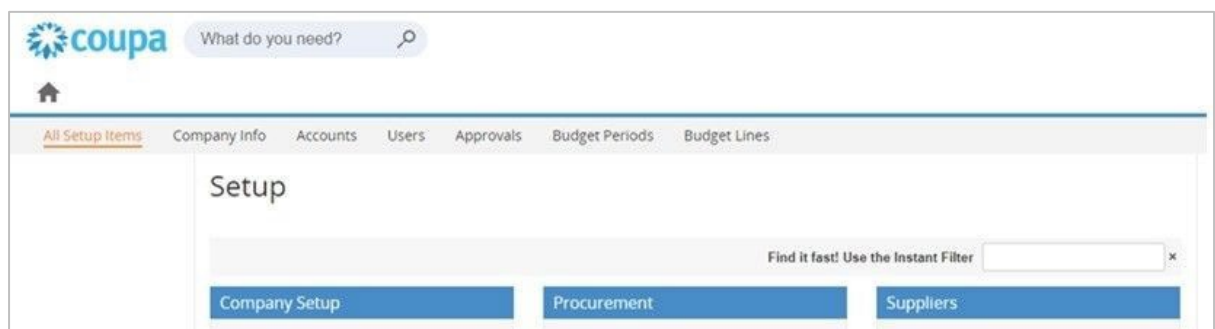 coupa What do you need?
All Setup Items Company Info Accounts Users Approvals Budget Periods Budget Lines
Setup
Find it fast! Use the Instant Filter ×
Company Setup Procurement Suppliers